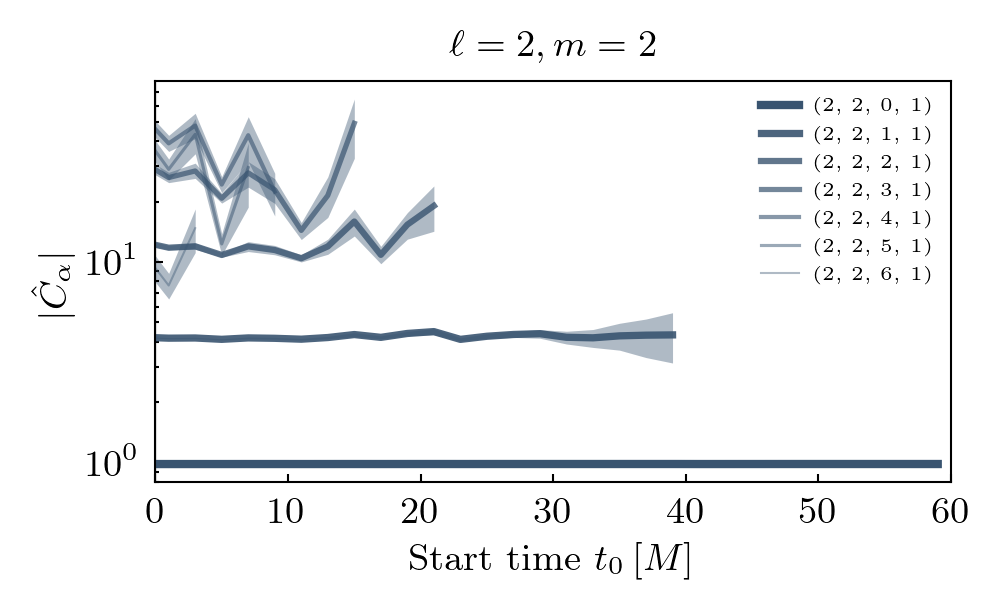 ℓ = 2, m = 2
|Ĉ_α|
10^1
10^0
(2, 2, 0, 1)
(2, 2, 1, 1)
(2, 2, 2, 1)
(2, 2, 3, 1)
(2, 2, 4, 1)
(2, 2, 5, 1)
(2, 2, 6, 1)
0 10 20 30 40 50 60
Start time t_0 [M]